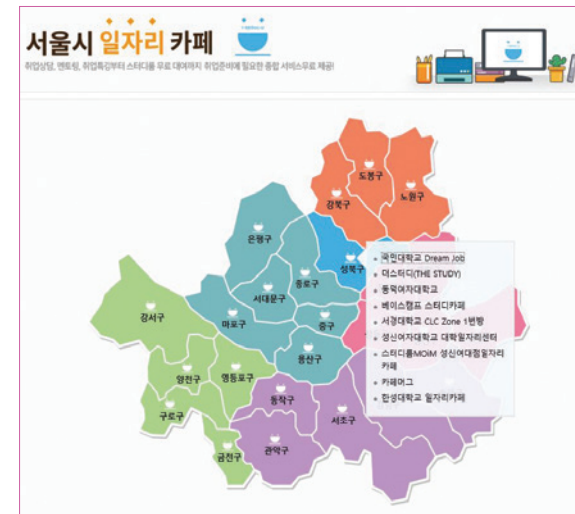 서울시 일자리 카페
취업상담, 멘토링, 취업특강부터 스터디룸 무료 대여까지 취업준비에 필요한 종합 서비스무료 제공!
도봉구
노원구
강북구
은평구
성북구
종로구
서대문구
강서구
마포구
중구
용산구
양천구
영등포구
구로구
동작구
서초구
금천구
관악구
국민대학교 Dream Job
더스터디(THE STUDY)
동덕여자대학교
베이스캠프 스터디카페
서경대학교 CLC Zone 1번방
성신여자대학교 대학일자리센터
스터디룸MOiM 성신여대점일자리
카페
카페머그
한성대학교 일자리카페